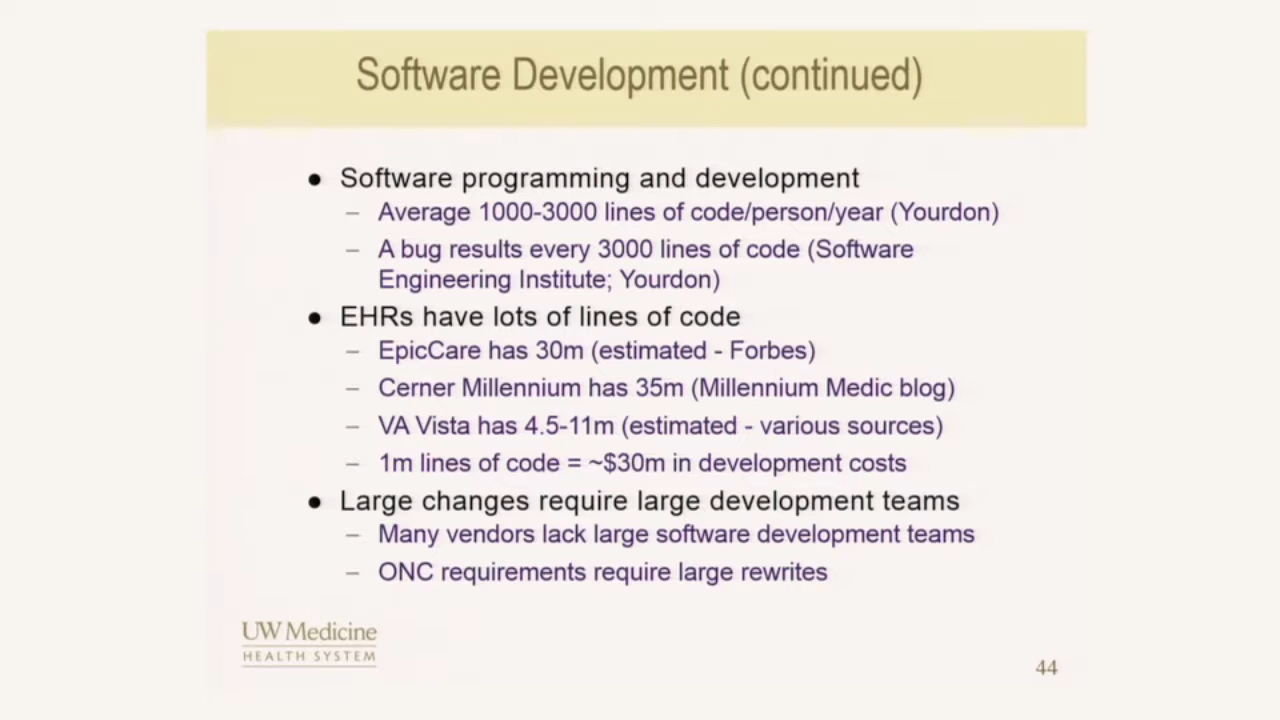 Software Development (continued)
● Software programming and development
– Average 1000-3000 lines of code/person/year (Yourdon)
– A bug results every 3000 lines of code (Software
Engineering Institute; Yourdon)
● EHRs have lots of lines of code
– EpicCare has 30m (estimated - Forbes)
– Cerner Millennium has 35m (Millennium Medic blog)
– VA Vista has 4.5-11m (estimated - various sources)
– 1m lines of code = ~$30m in development costs
● Large changes require large development teams
– Many vendors lack large software development teams
– ONC requirements require large rewrites
UW Medicine
HEALTH SYSTEM
44